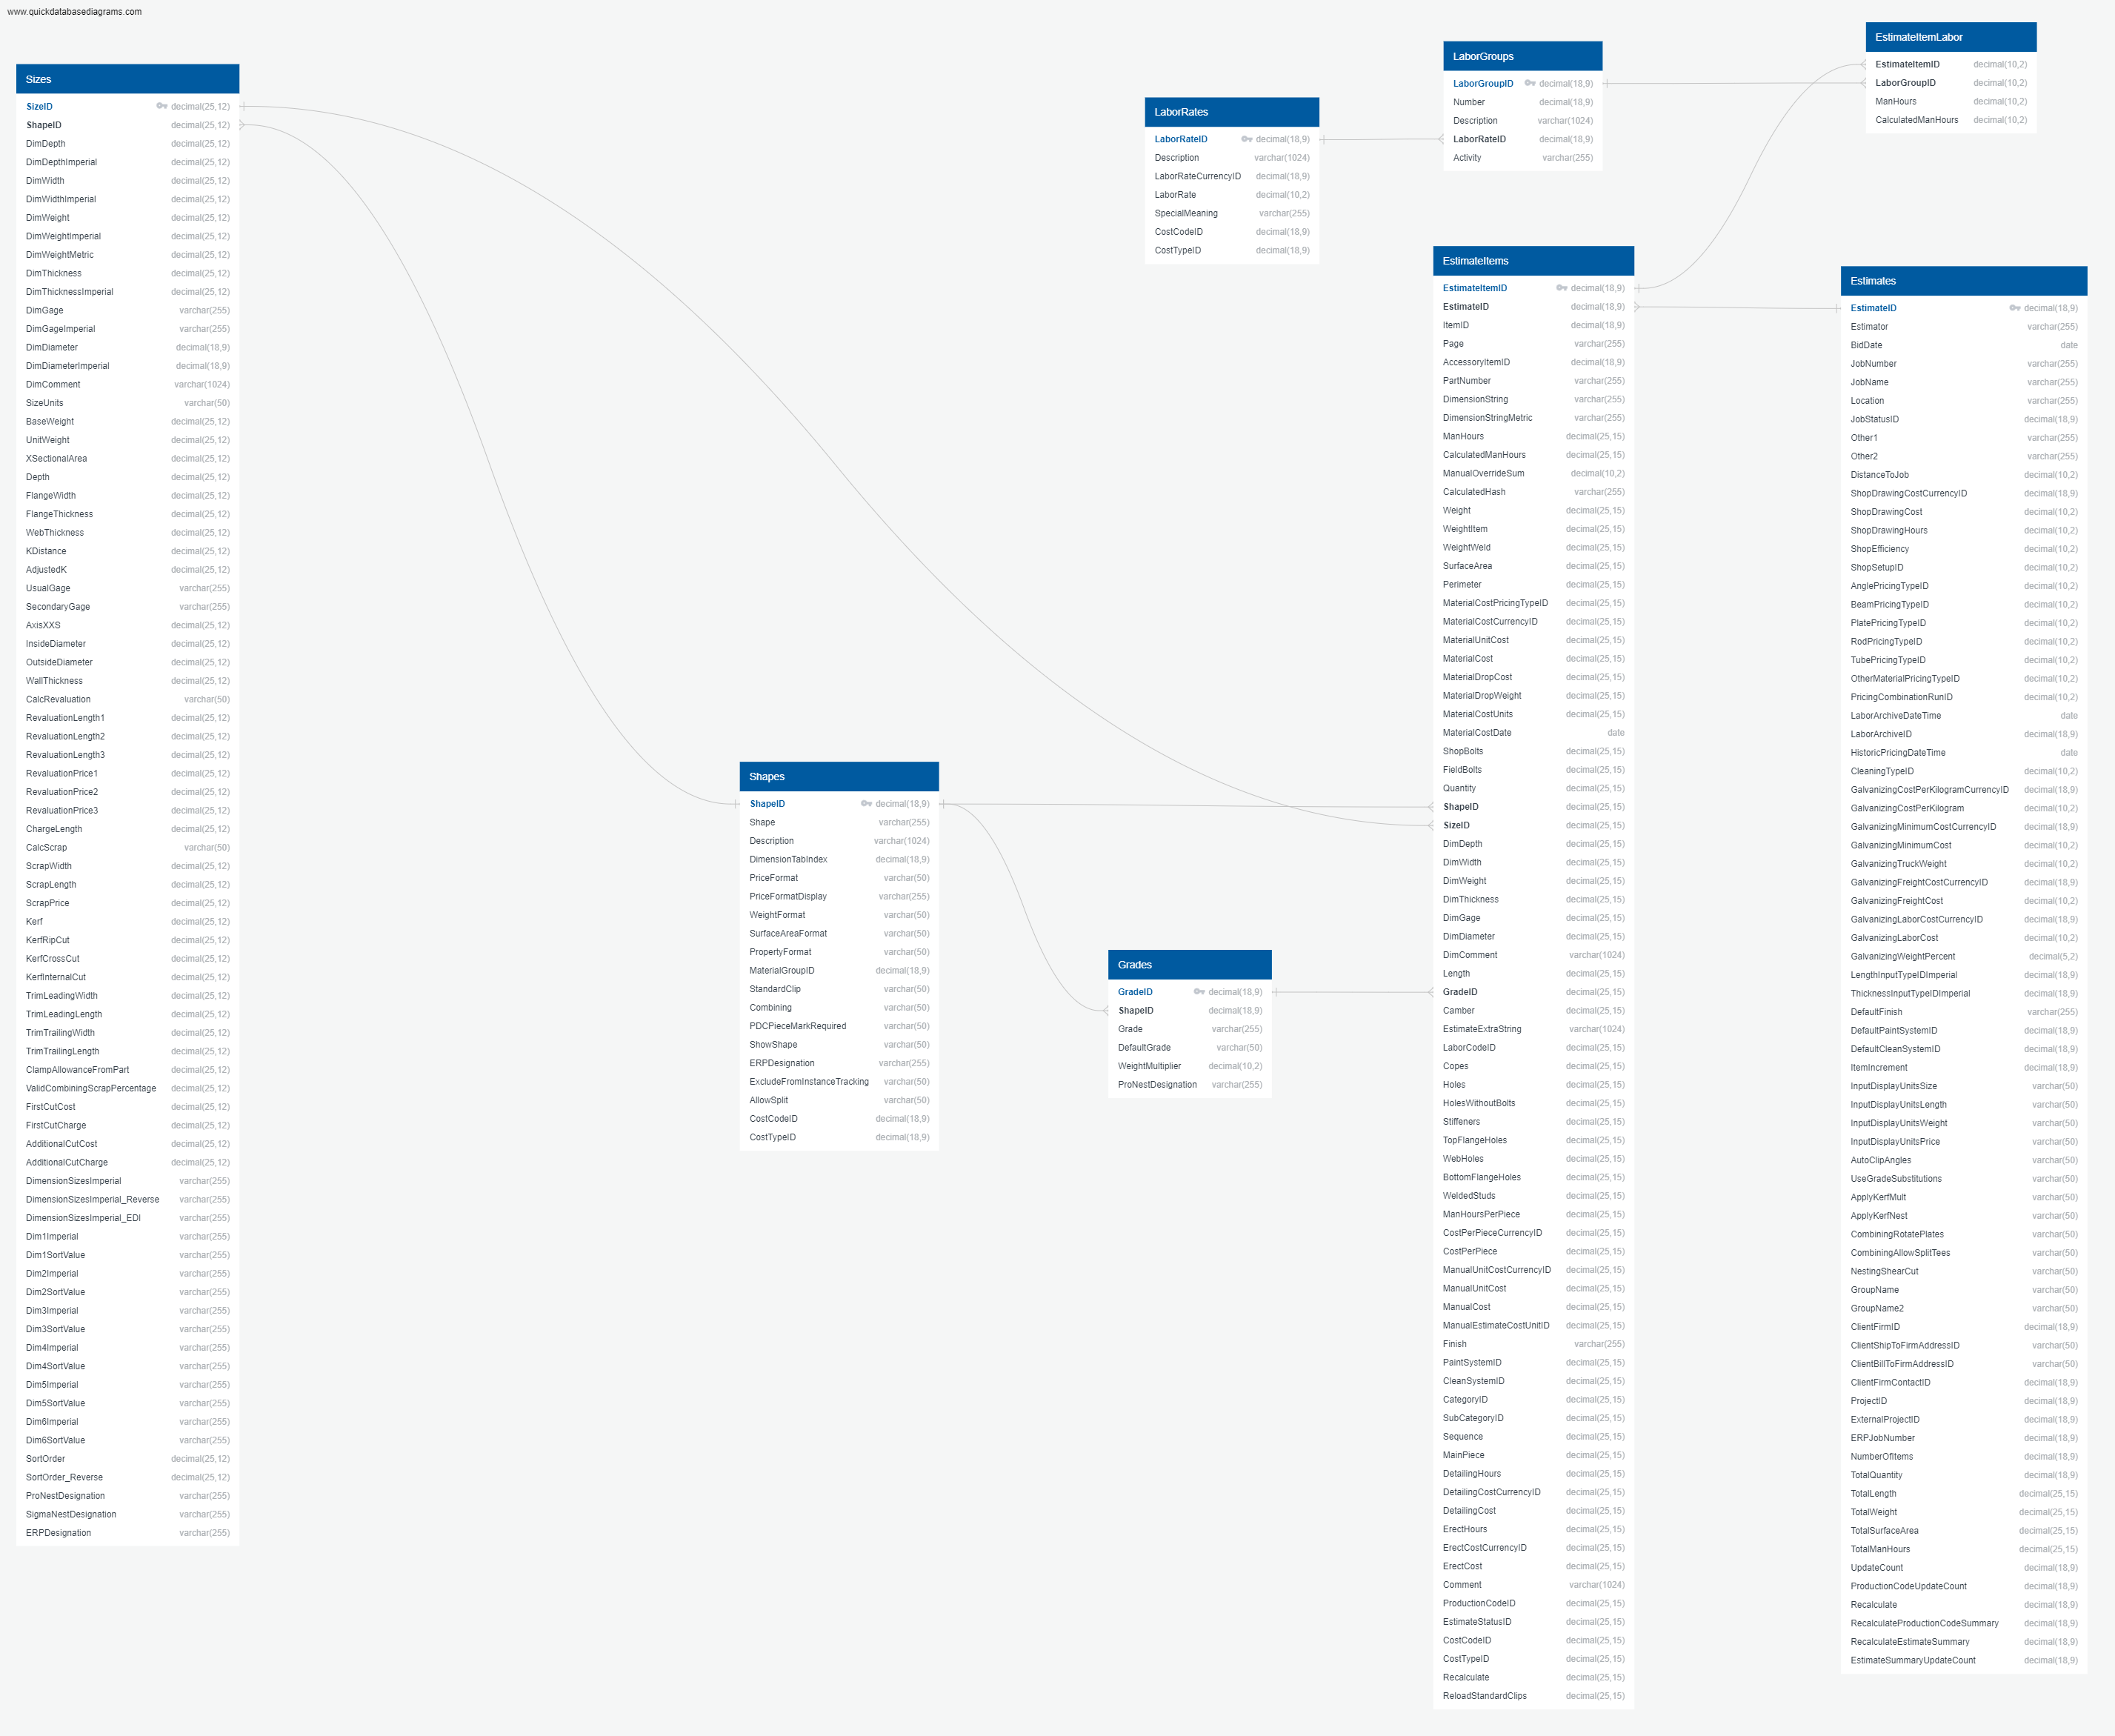 www.quickdatabasediagrams.com
Sizes
SizeID decimal(25,12)
ShapeID decimal(25,12)
DimDepth decimal(25,12)
DimDepthImperial decimal(25,12)
DimWidth decimal(25,12)
DimWidthImperial decimal(25,12)
DimWeight decimal(25,12)
DimWeightImperial decimal(25,12)
DimWeightMetric decimal(25,12)
DimThickness decimal(25,12)
DimThicknessImperial decimal(25,12)
DimGage varchar(255)
DimGageImperial varchar(255)
DimDiameter decimal(18,9)
DimDiameterImperial decimal(18,9)
DimComment varchar(1024)
SizeUnits varchar(50)
BaseWeight decimal(25,12)
UnitWeight decimal(25,12)
XSectionalArea decimal(25,12)
Depth decimal(25,12)
FlangeWidth decimal(25,12)
FlangeThickness decimal(25,12)
WebThickness decimal(25,12)
KDistance decimal(25,12)
AdjustedK decimal(25,12)
UsualGage varchar(255)
SecondaryGage varchar(255)
AxisXXS decimal(25,12)
InsideDiameter decimal(25,12)
OutsideDiameter decimal(25,12)
WallThickness decimal(25,12)
CalcRevaluation varchar(50)
RevaluationLength1 decimal(25,12)
RevaluationLength2 decimal(25,12)
RevaluationLength3 decimal(25,12)
RevaluationPrice1 decimal(25,12)
RevaluationPrice2 decimal(25,12)
RevaluationPrice3 decimal(25,12)
ChargeLength decimal(25,12)
CalcScrap varchar(50)
ScrapWidth decimal(25,12)
ScrapLength decimal(25,12)
ScrapPrice decimal(25,12)
Kerf decimal(25,12)
KerfRipCut decimal(25,12)
KerfCrossCut decimal(25,12)
KerfInternalCut decimal(25,12)
TrimLeadingWidth decimal(25,12)
TrimLeadingLength decimal(25,12)
TrimTrailingWidth decimal(25,12)
TrimTrailingLength decimal(25,12)
ClampAllowanceFromPart decimal(25,12)
ValidCombiningScrapPercentage decimal(25,12)
FirstCutCost decimal(25,12)
FirstCutCharge decimal(25,12)
AdditionalCutCost decimal(25,12)
AdditionalCutCharge decimal(25,12)
DimensionSizesImperial varchar(255)
DimensionSizesImperial_Reverse varchar(255)
DimensionSizesImperial_EDI varchar(255)
Dim1Imperial varchar(255)
Dim1SortValue varchar(255)
Dim2Imperial varchar(255)
Dim2SortValue varchar(255)
Dim3Imperial varchar(255)
Dim3SortValue varchar(255)
Dim4Imperial varchar(255)
Dim4SortValue varchar(255)
Dim5Imperial varchar(255)
Dim5SortValue varchar(255)
Dim6Imperial varchar(255)
Dim6SortValue varchar(255)
SortOrder decimal(25,12)
SortOrder_Reverse decimal(25,12)
ProNestDesignation varchar(255)
SigmaNestDesignation varchar(255)
ERPDesignation varchar(255)
Shapes
ShapeID decimal(18,9)
Shape varchar(255)
Description varchar(1024)
DimensionTabIndex decimal(18,9)
PriceFormat varchar(50)
PriceFormatDisplay varchar(255)
WeightFormat varchar(50)
SurfaceAreaFormat varchar(50)
PropertyFormat varchar(50)
MaterialGroupID decimal(18,9)
StandardClip varchar(50)
Combining varchar(50)
PDCPieceMarkRequired varchar(50)
ShowShape varchar(50)
ERPDesignation varchar(255)
ExcludeFromInstanceTracking varchar(50)
AllowSplit varchar(50)
CostCodeID decimal(18,9)
CostTypeID decimal(18,9)
Grades
GradeID decimal(18,9)
ShapeID decimal(18,9)
Grade varchar(255)
DefaultGrade varchar(50)
WeightMultiplier decimal(10,2)
ProNestDesignation varchar(255)
LaborRates
LaborRateID decimal(18,9)
Description varchar(1024)
LaborRateCurrencyID decimal(18,9)
LaborRate decimal(10,2)
SpecialMeaning varchar(255)
CostCodeID decimal(18,9)
CostTypeID decimal(18,9)
LaborGroups
LaborGroupID decimal(18,9)
Number decimal(18,9)
Description varchar(1024)
LaborRateID decimal(18,9)
Activity varchar(255)
EstimateItems
EstimateItemID decimal(18,9)
EstimateID decimal(18,9)
ItemID decimal(18,9)
Page varchar(255)
AccessoryItemID decimal(18,9)
PartNumber varchar(255)
DimensionString varchar(255)
DimensionStringMetric varchar(255)
ManHours decimal(25,15)
CalculatedManHours decimal(25,15)
ManualOverrideSum decimal(10,2)
CalculatedHash varchar(255)
Weight decimal(25,15)
WeightItem decimal(25,15)
WeightWeld decimal(25,15)
SurfaceArea decimal(25,15)
Perimeter decimal(25,15)
MaterialCostPricingTypeID decimal(25,15)
MaterialCostCurrencyID decimal(25,15)
MaterialUnitCost decimal(25,15)
MaterialCost decimal(25,15)
MaterialDropCost decimal(25,15)
MaterialDropWeight decimal(25,15)
MaterialCostUnits decimal(25,15)
MaterialCostDate date
ShopBolts decimal(25,15)
FieldBolts decimal(25,15)
Quantity decimal(25,15)
ShapeID decimal(25,15)
SizeID decimal(25,15)
DimDepth decimal(25,15)
DimWidth decimal(25,15)
DimWeight decimal(25,15)
DimThickness decimal(25,15)
DimGage decimal(25,15)
DimDiameter decimal(25,15)
DimComment varchar(1024)
Length decimal(25,15)
GradeID decimal(25,15)
Camber decimal(25,15)
EstimateExtraString varchar(1024)
LaborCodeID decimal(25,15)
Copes decimal(25,15)
Holes decimal(25,15)
HolesWithoutBolts decimal(25,15)
Stiffeners decimal(25,15)
TopFlangeHoles decimal(25,15)
WebHoles decimal(25,15)
BottomFlangeHoles decimal(25,15)
WeldedStuds decimal(25,15)
ManHoursPerPiece decimal(25,15)
CostPerPieceCurrencyID decimal(25,15)
CostPerPiece decimal(25,15)
ManualUnitCostCurrencyID decimal(25,15)
ManualUnitCost decimal(25,15)
ManualCost decimal(25,15)
ManualEstimateCostUnitID decimal(25,15)
Finish varchar(255)
PaintSystemID decimal(25,15)
CleanSystemID decimal(25,15)
CategoryID decimal(25,15)
SubCategoryID decimal(25,15)
Sequence decimal(25,15)
MainPiece decimal(25,15)
DetailingHours decimal(25,15)
DetailingCostCurrencyID decimal(25,15)
DetailingCost decimal(25,15)
ErectHours decimal(25,15)
ErectCostCurrencyID decimal(25,15)
ErectCost decimal(25,15)
Comment varchar(1024)
ProductionCodeID decimal(25,15)
EstimateStatusID decimal(25,15)
CostCodeID decimal(25,15)
CostTypeID decimal(25,15)
Recalculate decimal(25,15)
ReloadStandardClips decimal(25,15)
EstimateItemLabor
EstimateItemID decimal(10,2)
LaborGroupID decimal(10,2)
ManHours decimal(10,2)
CalculatedManHours decimal(10,2)
Estimates
EstimateID decimal(18,9)
Estimator varchar(255)
BidDate date
JobNumber varchar(255)
JobName varchar(255)
Location varchar(255)
JobStatusID decimal(18,9)
Other1 varchar(255)
Other2 varchar(255)
DistanceToJob decimal(10,2)
ShopDrawingCostCurrencyID decimal(18,9)
ShopDrawingCost decimal(10,2)
ShopDrawingHours decimal(10,2)
ShopEfficiency decimal(10,2)
ShopSetupID decimal(10,2)
AnglePricingTypeID decimal(10,2)
BeamPricingTypeID decimal(10,2)
PlatePricingTypeID decimal(10,2)
RodPricingTypeID decimal(10,2)
TubePricingTypeID decimal(10,2)
OtherMaterialPricingTypeID decimal(10,2)
PricingCombinationRunID decimal(10,2)
LaborArchiveDateTime date
LaborArchiveID decimal(18,9)
HistoricPricingDateTime date
CleaningTypeID decimal(10,2)
GalvanizingCostPerKilogramCurrencyID decimal(18,9)
GalvanizingCostPerKilogram decimal(10,2)
GalvanizingMinimumCostCurrencyID decimal(18,9)
GalvanizingMinimumCost decimal(10,2)
GalvanizingTruckWeight decimal(10,2)
GalvanizingFreightCostCurrencyID decimal(18,9)
GalvanizingFreightCost decimal(10,2)
GalvanizingLaborCostCurrencyID decimal(18,9)
GalvanizingLaborCost decimal(10,2)
GalvanizingWeightPercent decimal(5,2)
LengthInputTypeIDImperial decimal(18,9)
ThicknessInputTypeIDImperial decimal(18,9)
DefaultFinish varchar(255)
DefaultPaintSystemID decimal(18,9)
DefaultCleanSystemID decimal(18,9)
ItemIncrement decimal(18,9)
InputDisplayUnitsSize varchar(50)
InputDisplayUnitsLength varchar(50)
InputDisplayUnitsWeight varchar(50)
InputDisplayUnitsPrice varchar(50)
AutoClipAngles varchar(50)
UseGradeSubstitutions varchar(50)
ApplyKerfMult varchar(50)
ApplyKerfNest varchar(50)
CombiningRotatePlates varchar(50)
CombiningAllowSplitTees varchar(50)
NestingShearCut varchar(50)
GroupName varchar(50)
GroupName2 varchar(50)
ClientFirmID decimal(18,9)
ClientShipToFirmAddressID varchar(50)
ClientBillToFirmAddressID varchar(50)
ClientFirmContactID decimal(18,9)
ProjectID decimal(18,9)
ExternalProjectID decimal(18,9)
ERPJobNumber decimal(18,9)
NumberOfItems decimal(18,9)
TotalQuantity decimal(18,9)
TotalLength decimal(25,15)
TotalWeight decimal(25,15)
TotalSurfaceArea decimal(25,15)
TotalManHours decimal(25,15)
UpdateCount decimal(18,9)
ProductionCodeUpdateCount decimal(18,9)
Recalculate decimal(18,9)
RecalculateProductionCodeSummary decimal(18,9)
RecalculateEstimateSummary decimal(18,9)
EstimateSummaryUpdateCount decimal(18,9)